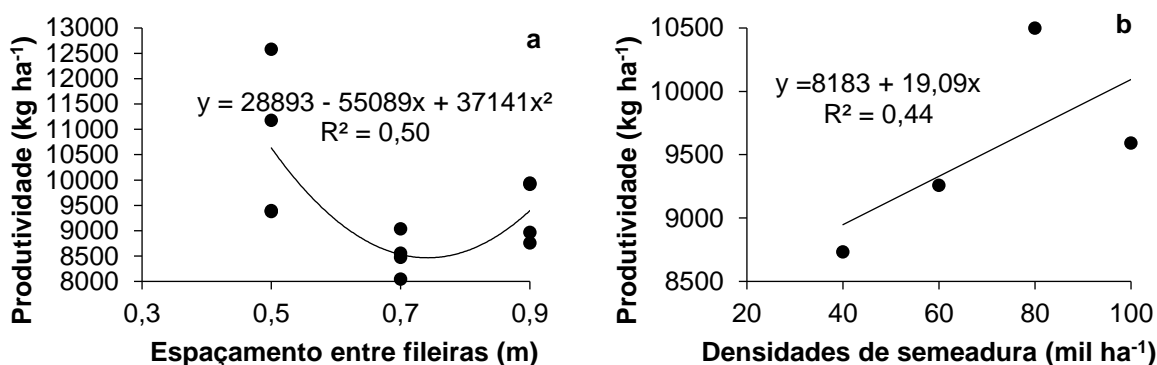 a
Produtividade (kg ha⁻¹)
13000
12500
12000
11500
11000
10500
10000
9500
9000
8500
8000
y = 28893 - 55089x + 37141x²
R² = 0,50
0,3 0,5 0,7 0,9
Espaçamento entre fileiras (m)
b
Produtividade (kg ha⁻¹)
10500
10000
9500
9000
8500
y =8183 + 19,09x
R² = 0,44
20 40 60 80 100
Densidades de semeadura (mil ha⁻¹)